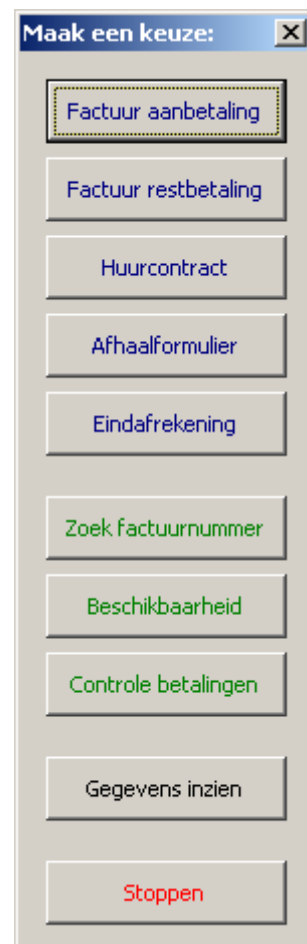 Maak een keuze:
Factuur aanbetaling
Factuur restbetaling
Huurcontract
Afhaalformulier
Eindafrekening
Zoek factuurnummer
Beschikbaarheid
Controle betalingen
Gegevens inzien
Stoppen